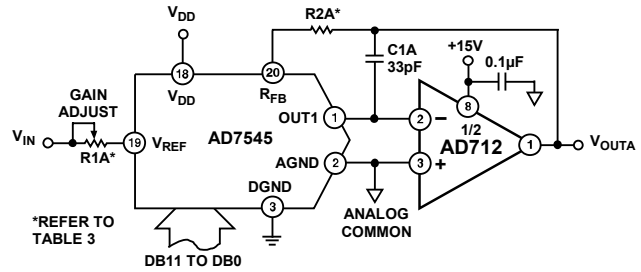 R2A*
VDD
C1A
33pF
+15V
0.1µF
18
20
VDD
RFB
8
GAIN
ADJUST
OUT1
1
2
–
1/2
VIN
R1A*
19
VREF
AD7545
AD712
1
VOUTA
AGND
2
3
+
DGND
3
ANALOG
COMMON
*REFER TO
TABLE 3
DB11 TO DB0